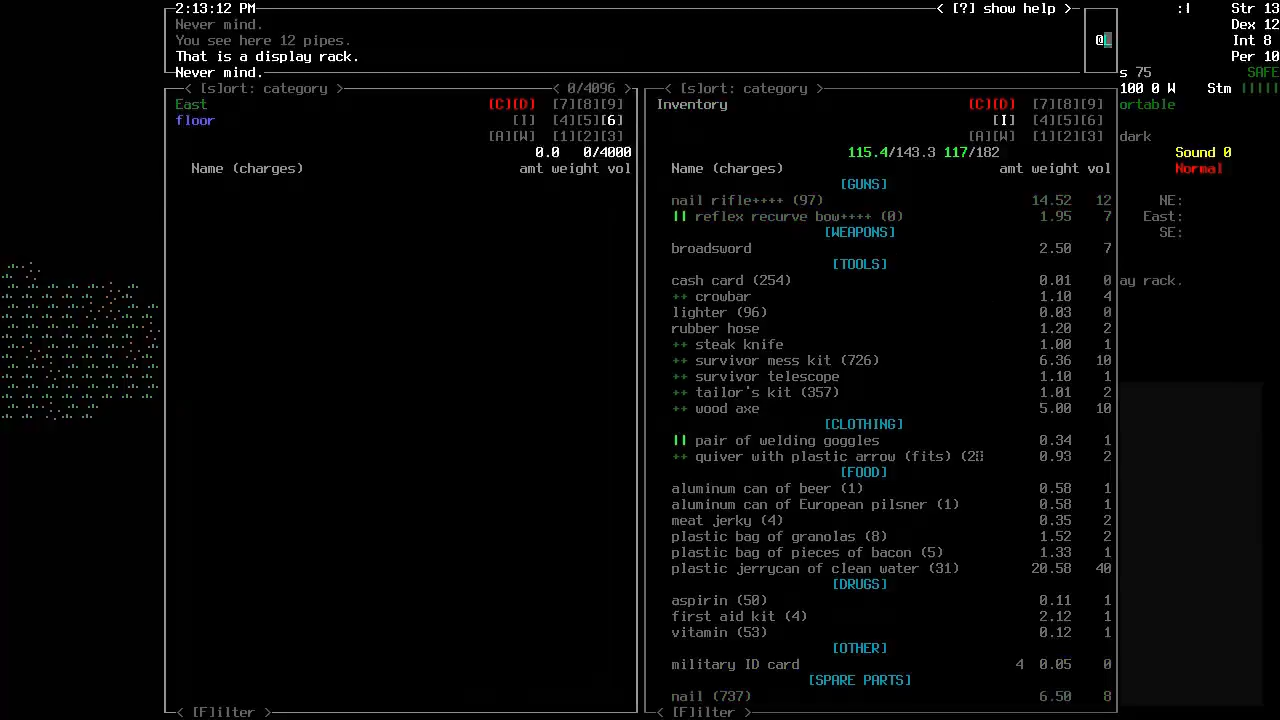 2:13:12 PM < [?] show help > :| Str 13
Never mind. Dex 12
You see here 12 pipes. @ Int 8
That is a display rack. Per 10
Never mind. s 75 SAFE
< [s]ort: category > < 0/4096 > < [s]ort: category > 100 0 W Stm |||||
East [C][D] [7][8][9] Inventory [C][D] [7][8][9] ortable
floor [I] [4][5][6] [I] [4][5][6]
[A][W] [1][2][3] [A][W] [1][2][3] dark
0.0 0/4000 115.4/143.3 117/182 Sound 0
Name (charges) amt weight vol Name (charges) amt weight vol Normal
[GUNS]
nail rifle++++ (97) 14.52 12 NE:
|| reflex recurve bow++++ (0) 1.95 7 East:
[WEAPONS] SE:
broadsword 2.50 7
[TOOLS]
cash card (254) 0.01 0 ay rack.
++ crowbar 1.10 4
lighter (96) 0.03 0
rubber hose 1.20 2
++ steak knife 1.00 1
++ survivor mess kit (726) 6.36 10
++ survivor telescope 1.10 1
++ tailor's kit (357) 1.01 2
++ wood axe 5.00 10
[CLOTHING]
|| pair of welding goggles 0.34 1
++ quiver with plastic arrow (fits) (2 0.93 2
[FOOD]
aluminum can of beer (1) 0.58 1
aluminum can of European pilsner (1) 0.58 1
meat jerky (4) 0.35 2
plastic bag of granolas (8) 1.52 2
plastic bag of pieces of bacon (5) 1.33 1
plastic jerrycan of clean water (31) 20.58 40
[DRUGS]
aspirin (50) 0.11 1
first aid kit (4) 2.12 1
vitamin (53) 0.12 1
[OTHER]
military ID card 4 0.05 0
[SPARE PARTS]
nail (737) 6.50 8
< [F]ilter > < [F]ilter >